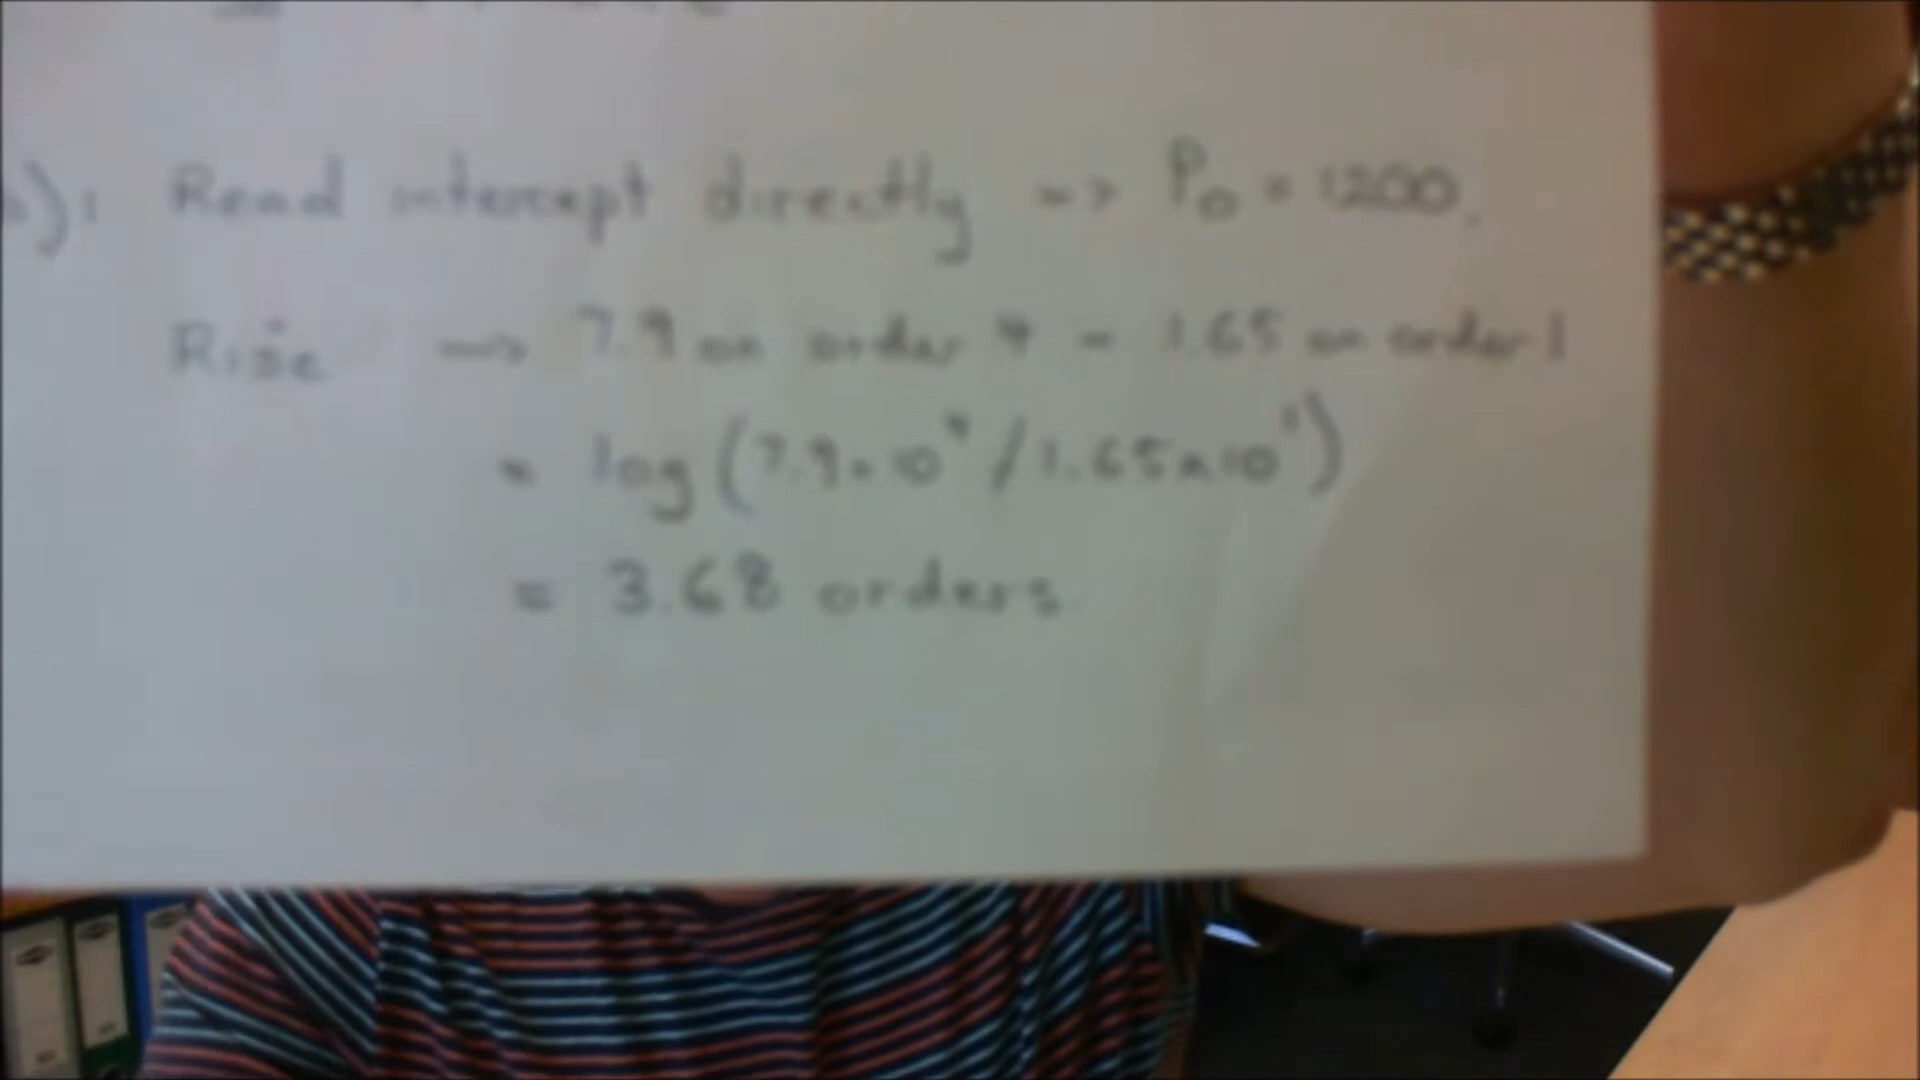 ): Read intercept directly --> P₀ = 1200.
Rise --> 7.9 on order 4 - 1.65 on order 1
= log (7.9×10⁴ / 1.65×10¹)
= 3.68 orders